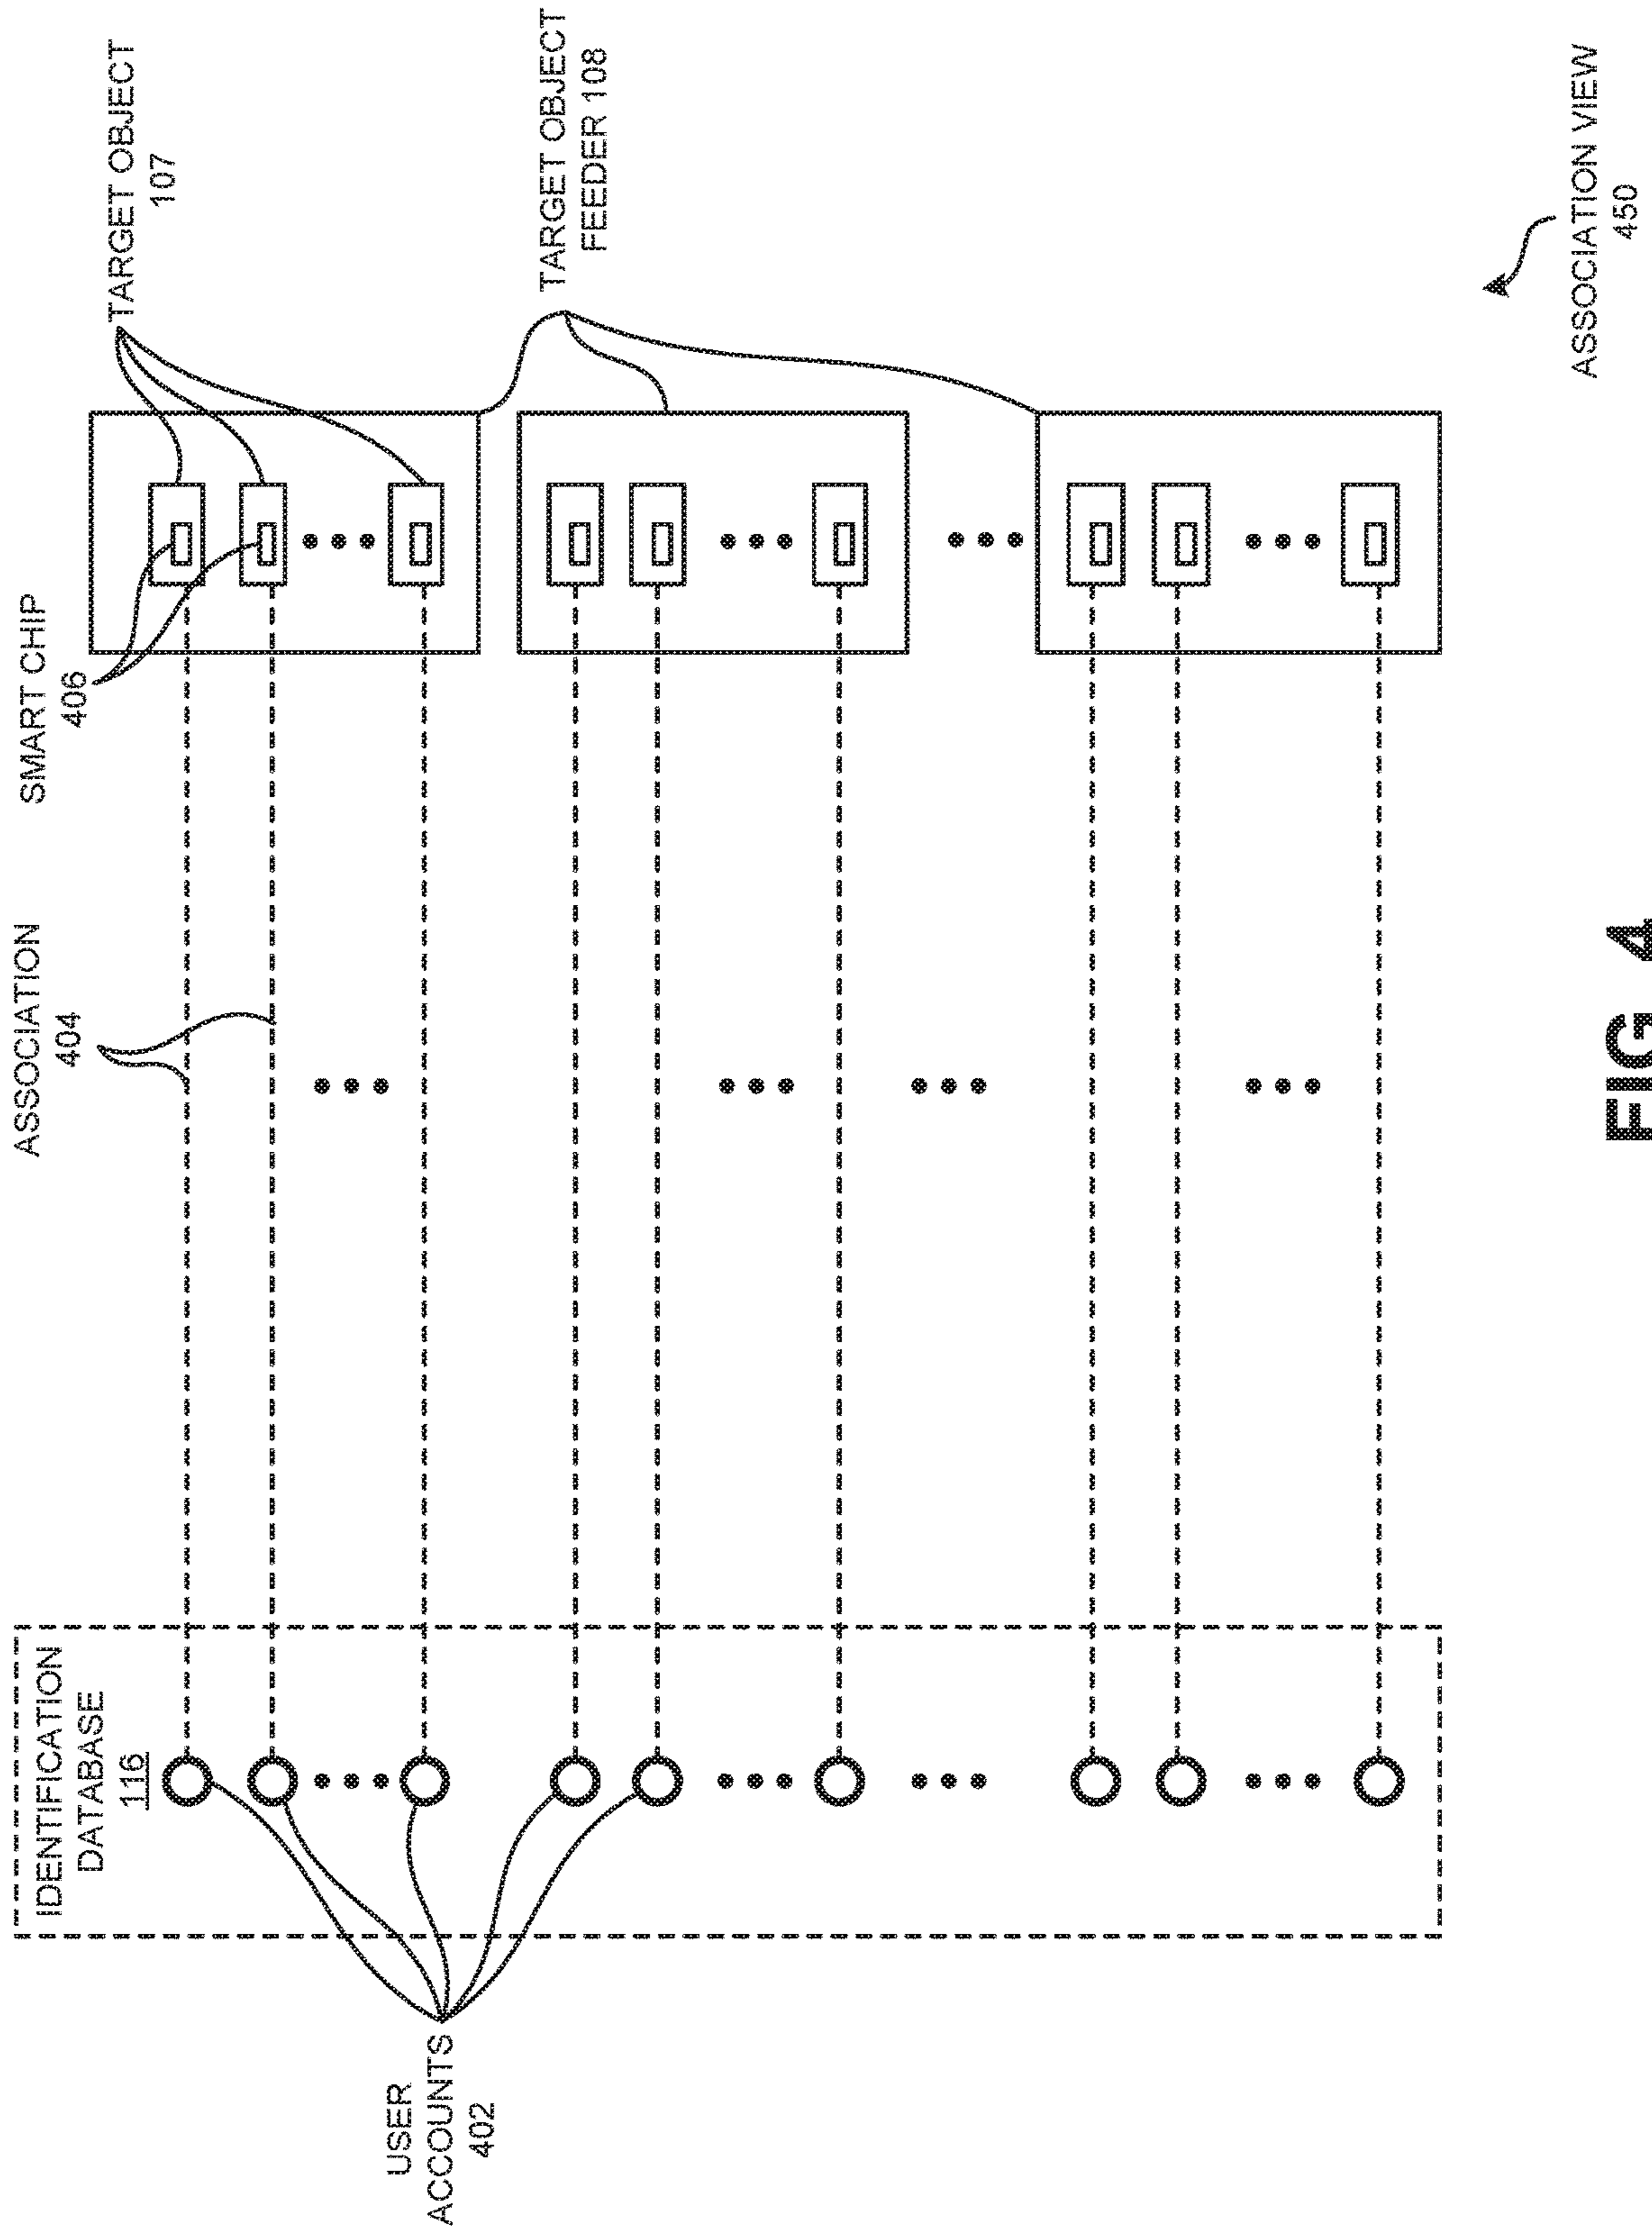 IDENTIFICATION
DATABASE
116
USER
ACCOUNTS
402
ASSOCIATION
404
SMART CHIP
406
TARGET OBJECT
107
TARGET OBJECT
FEEDER 108
ASSOCIATION VIEW
450
FIG. 4